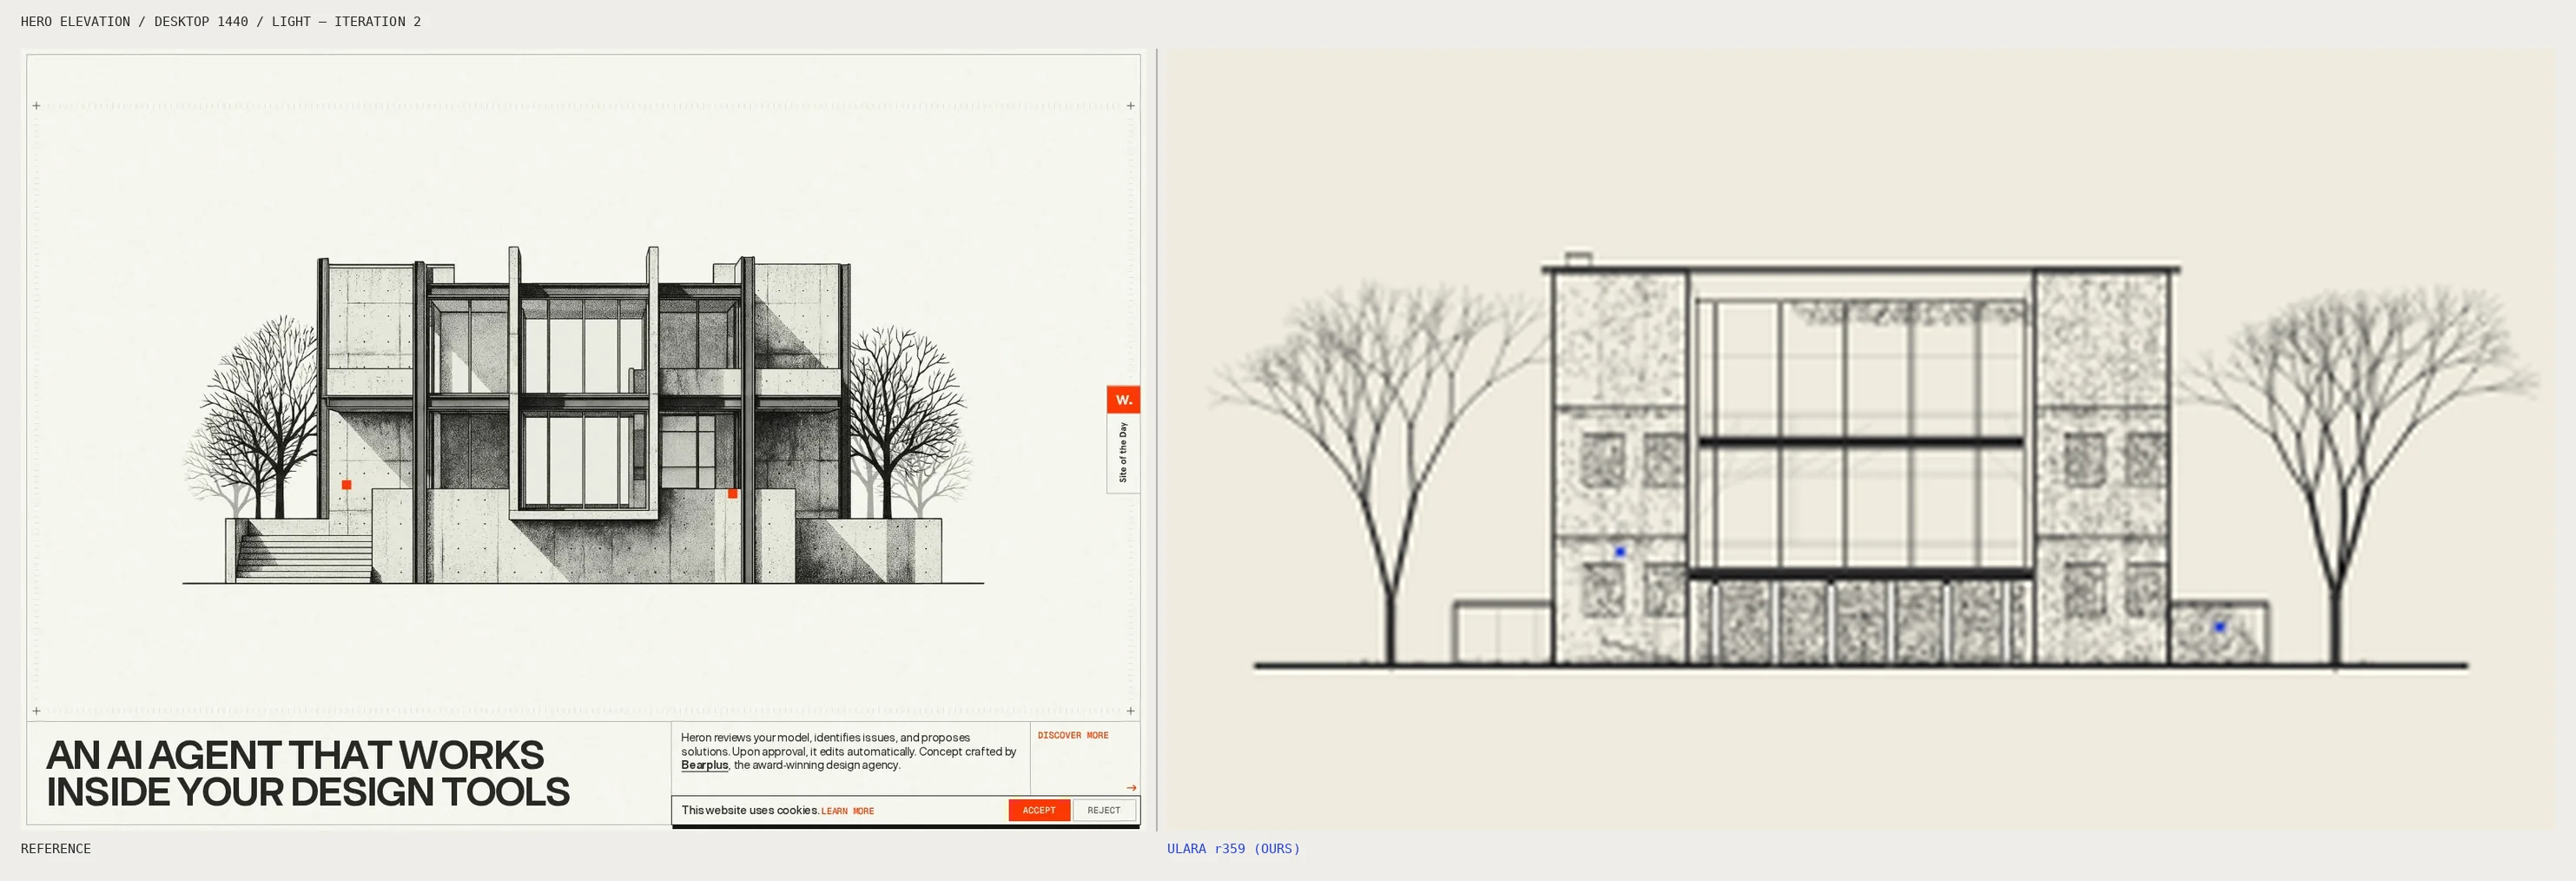 HERO ELEVATION / DESKTOP 1440 / LIGHT — ITERATION 2
W.
Site of the Day
AN AI AGENT THAT WORKS
INSIDE YOUR DESIGN TOOLS
Heron reviews your model, identifies issues, and proposes
solutions. Upon approval, it edits automatically. Concept crafted by
Bearplus, the award-winning design agency.
DISCOVER MORE
→
This website uses cookies. LEARN MORE
ACCEPT
REJECT
REFERENCE
ULARA r359 (OURS)